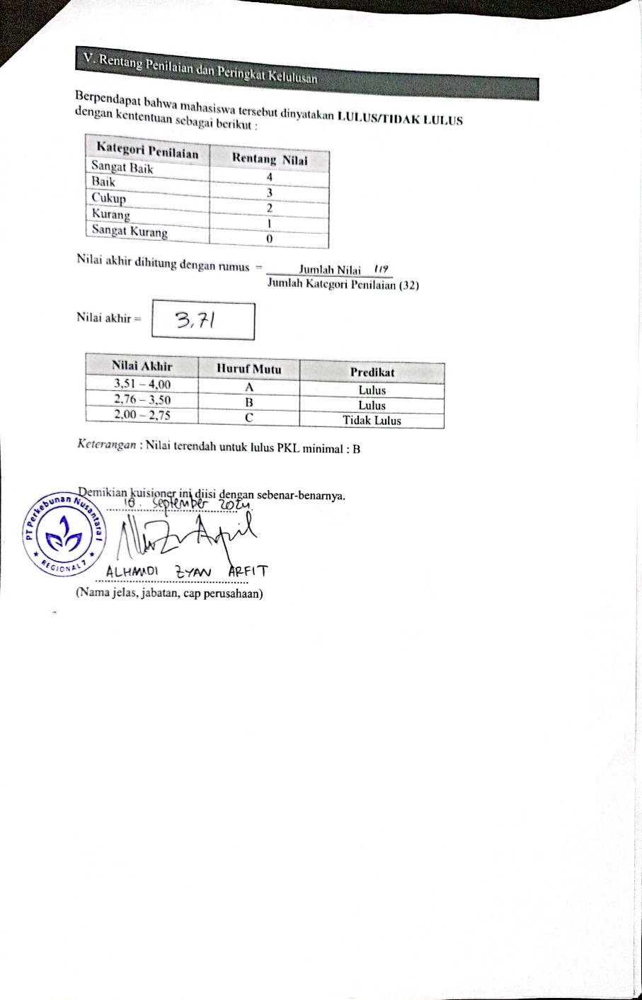 V. Rentang Penilaian dan Peringkat Kelulusan
Berpendapat bahwa mahasiswa tersebut dinyatakan LULUS/TIDAK LULUS
dengan kententuan sebagai berikut :
Kategori Penilaian Rentang Nilai
Sangat Baik 4
Baik 3
Cukup 2
Kurang 1
Sangat Kurang 0
Nilai akhir dihitung dengan rumus = Jumlah Nilai 119
Jumlah Kategori Penilaian (32)
Nilai akhir = 3,71
Nilai Akhir Huruf Mutu Predikat
3,51 – 4,00 A Lulus
2,76 – 3,50 B Lulus
2,00 – 2,75 C Tidak Lulus
Keterangan : Nilai terendah untuk lulus PKL minimal : B
Demikian kuisioner ini diisi dengan sebenar-benarnya.
September 2024.
PT Perkebunan Nusantara I
REGIONAL 7
ALHAMDI ZYAN ARFIT
(Nama jelas, jabatan, cap perusahaan)